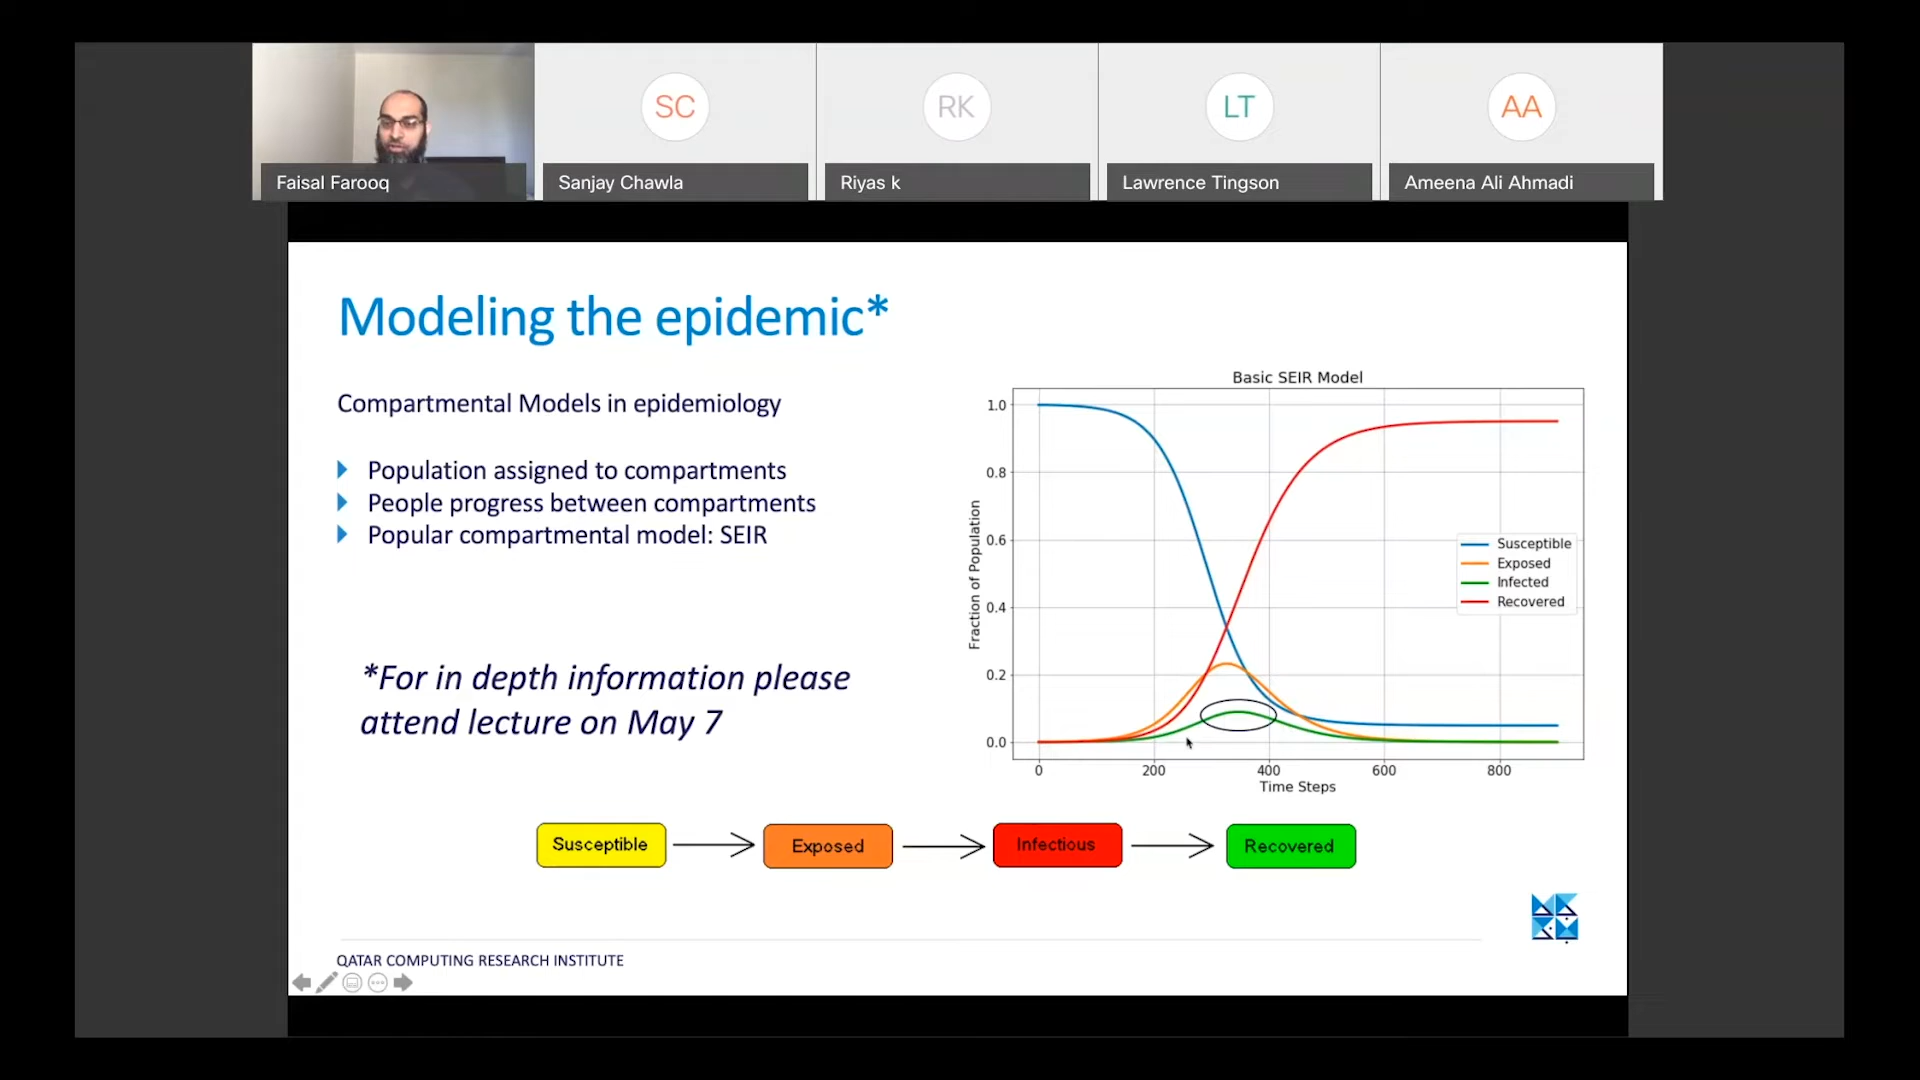 SC
RK
LT
AA
Faisal Farooq
Sanjay Chawla
Riyas k
Lawrence Tingson
Ameena Ali Ahmadi
Modeling the epidemic*
Compartmental Models in epidemiology
Population assigned to compartments
People progress between compartments
Popular compartmental model: SEIR
*For in depth information please
attend lecture on May 7
Basic SEIR Model
Fraction of Population
1.0
0.8
0.6
0.4
0.2
0.0
Susceptible
Exposed
Infected
Recovered
0 200 400 600 800
Time Steps
Susceptible
Exposed
Infectious
Recovered
QATAR COMPUTING RESEARCH INSTITUTE